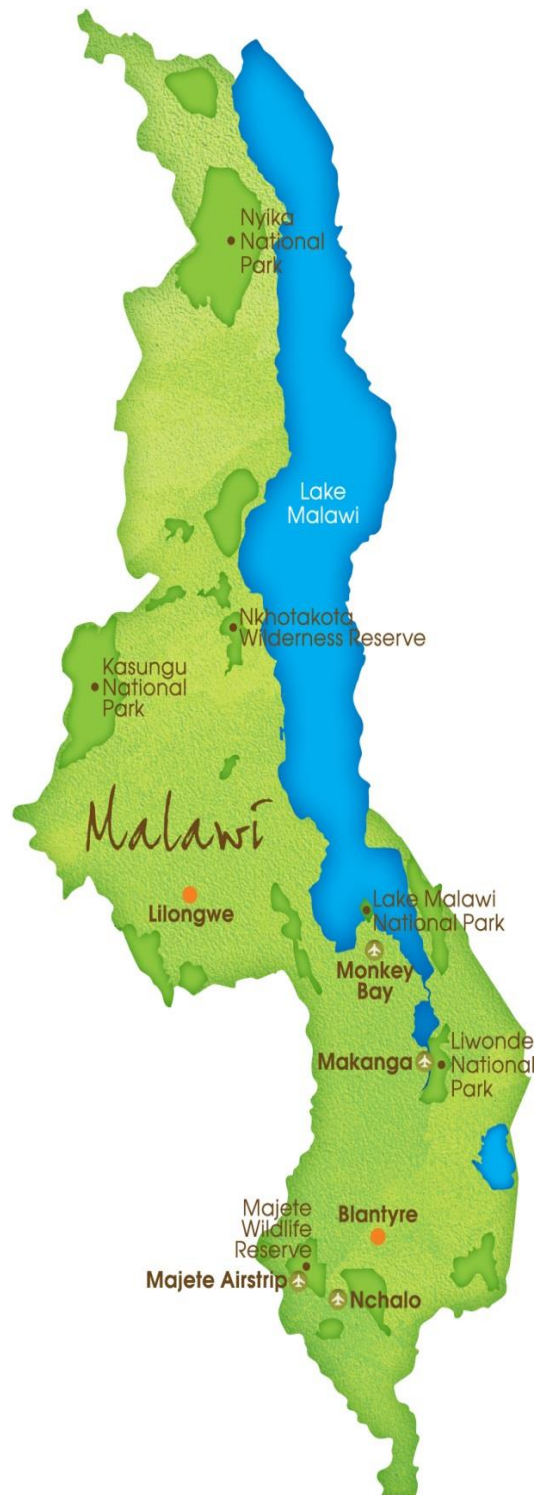 Nyika
National
Park
Lake
Malawi
Nkhotakota
Wilderness Reserve
Kasungu
National
Park
Malawi
Lilongwe
Lake Malawi
National Park
Monkey
Bay
Makanga
Liwonde
National
Park
Majete
Wildlife
Reserve
Blantyre
Majete Airstrip
Nchalo